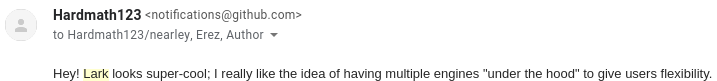 Hardmath123 <notifications@github.com>
to Hardmath123/nearley, Erez, Author
Hey! Lark looks super-cool; I really like the idea of having multiple engines "under the hood" to give users flexibility.